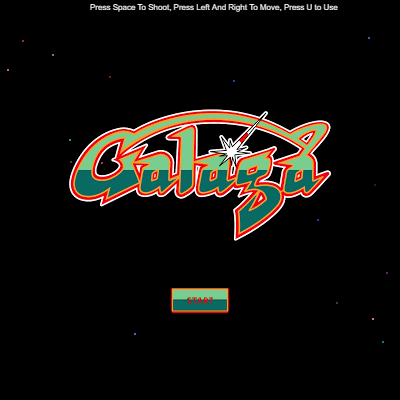 Press Space To Shoot, Press Left And Right To Move, Press U to Use
Galaga
START